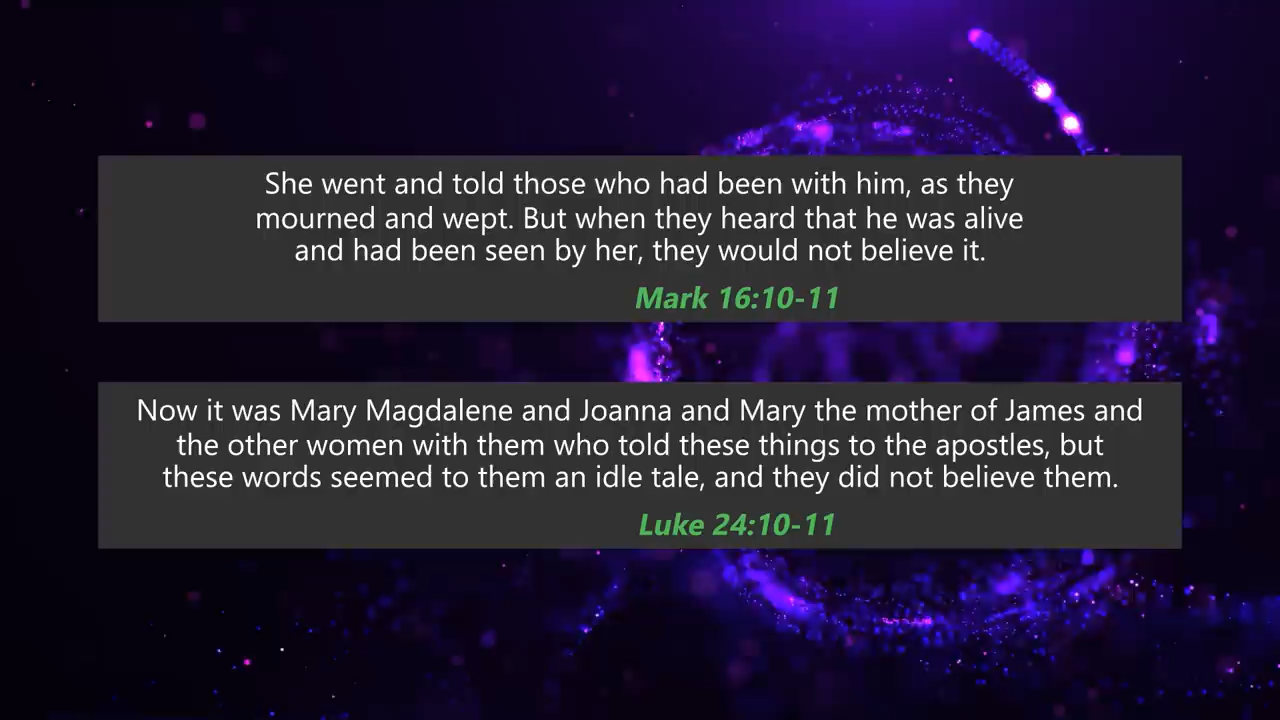 She went and told those who had been with him, as they
mourned and wept. But when they heard that he was alive
and had been seen by her, they would not believe it.
Mark 16:10-11
Now it was Mary Magdalene and Joanna and Mary the mother of James and
the other women with them who told these things to the apostles, but
these words seemed to them an idle tale, and they did not believe them.
Luke 24:10-11